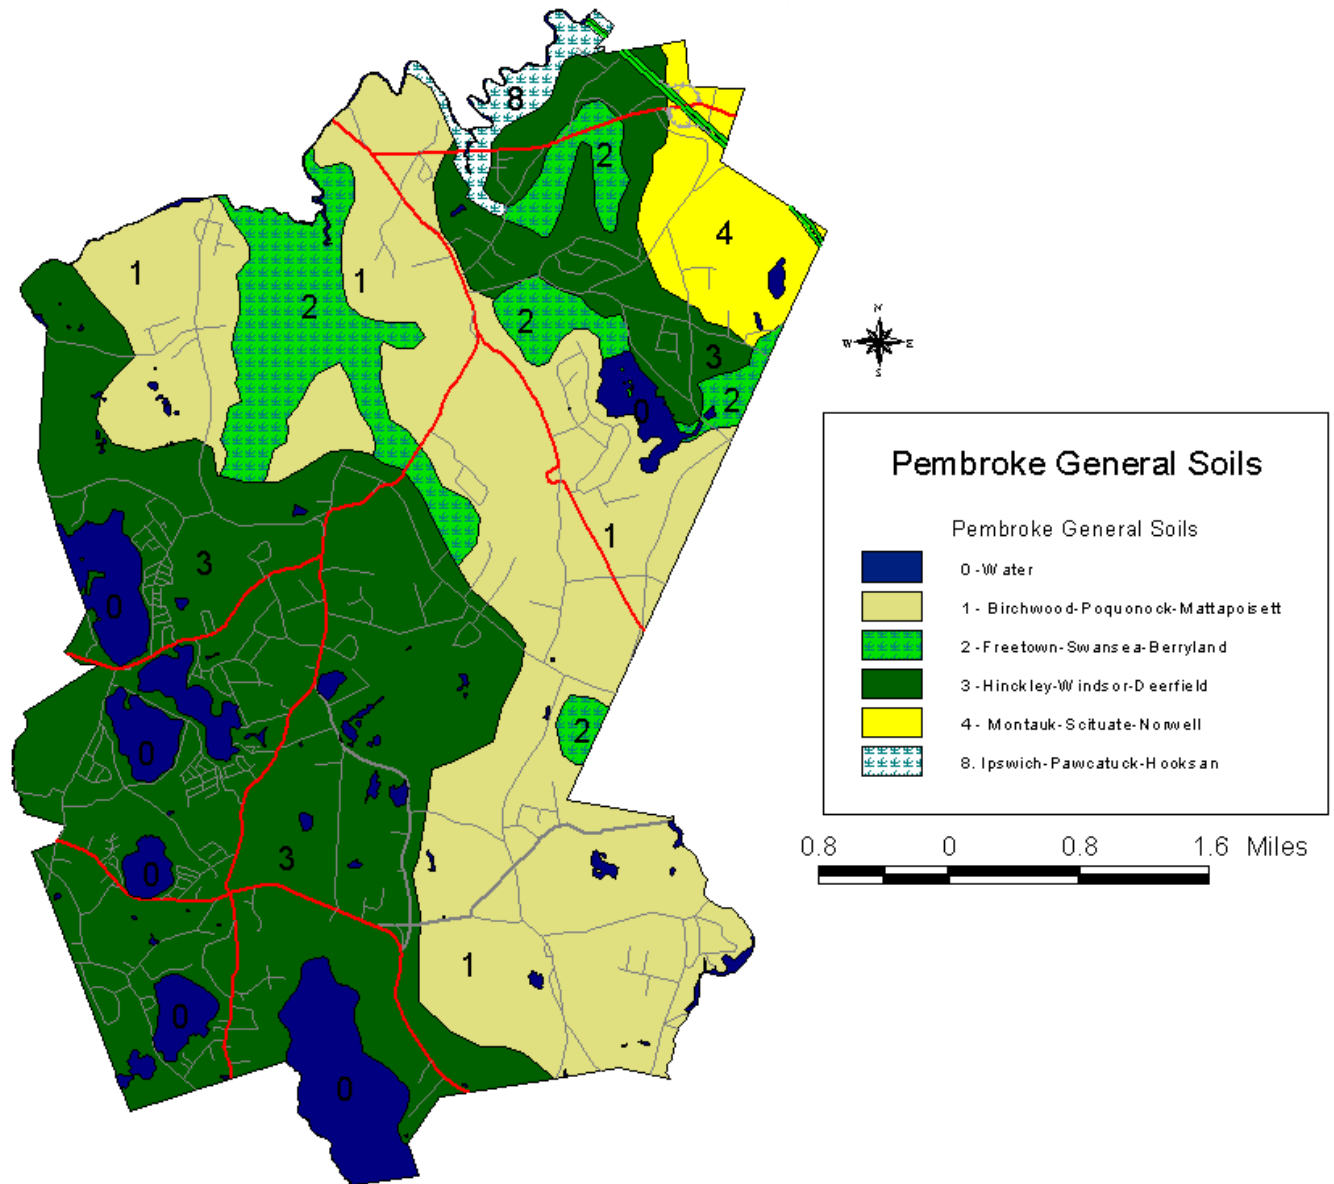 8
2
4
1
1
2
N
W E
S
2
3
2
0
Pembroke General Soils
Pembroke General Soils
0 -Water
1 - Birchwood-Poquonock-Mattapoisett
2 -Freetown-Swansea-Berryland
3 -Hinckley-Windsor-Deerfield
4 - Montauk-Scituate-Norwell
8. Ipswich-Pawcatuck-Hooksan
1
3
0
2
0
0.8 0 0.8 1.6 Miles
3
0
1
0
0